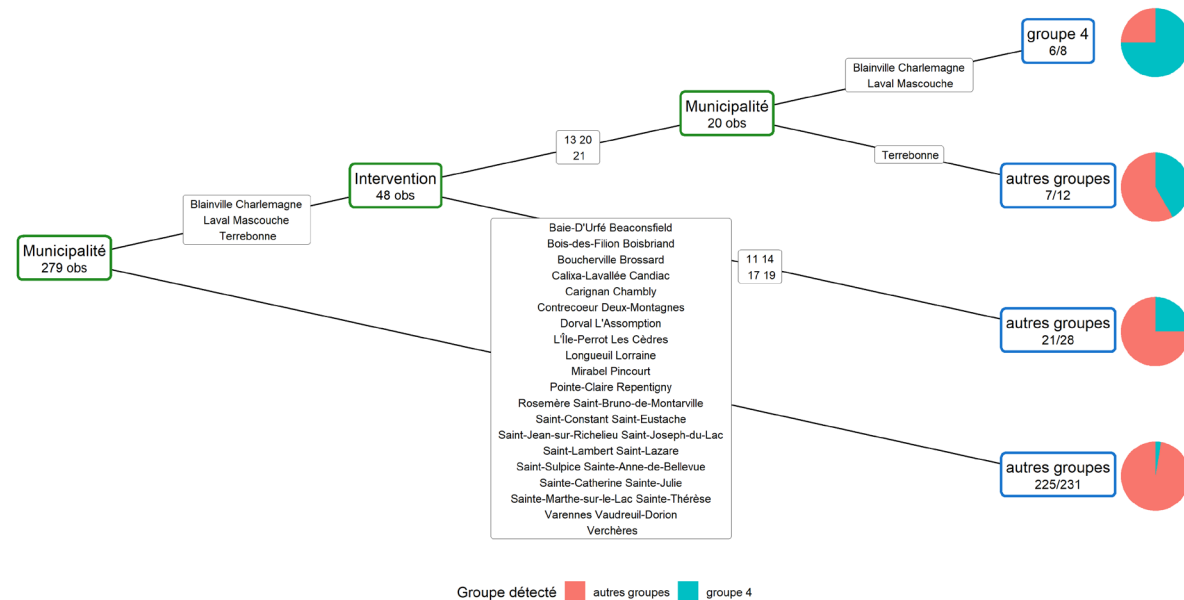 groupe 4
6/8
Blainville Charlemagne
Laval Mascouche
Municipalité
20 obs
13 20
21
Terrebonne
Intervention
48 obs
autres groupes
7/12
Blainville Charlemagne
Laval Mascouche
Terrebonne
Municipalité
279 obs
Baie-D'Urfé Beaconsfield
Bois-des-Filion Boisbriand
Boucherville Brossard
Calixa-Lavallée Candiac
Carignan Chambly
Contrecoeur Deux-Montagnes
Dorval L'Assomption
L'Île-Perrot Les Cèdres
Longueuil Lorraine
Mirabel Pincourt
Pointe-Claire Repentigny
Rosemère Saint-Bruno-de-Montarville
Saint-Constant Saint-Eustache
Saint-Jean-sur-Richelieu Saint-Joseph-du-Lac
Saint-Lambert Saint-Lazare
Saint-Sulpice Sainte-Anne-de-Bellevue
Sainte-Catherine Sainte-Julie
Sainte-Marthe-sur-le-Lac Sainte-Thérèse
Varennes Vaudreuil-Dorion
Verchères
11 14
17 19
autres groupes
21/28
autres groupes
225/231
Groupe détecté autres groupes groupe 4